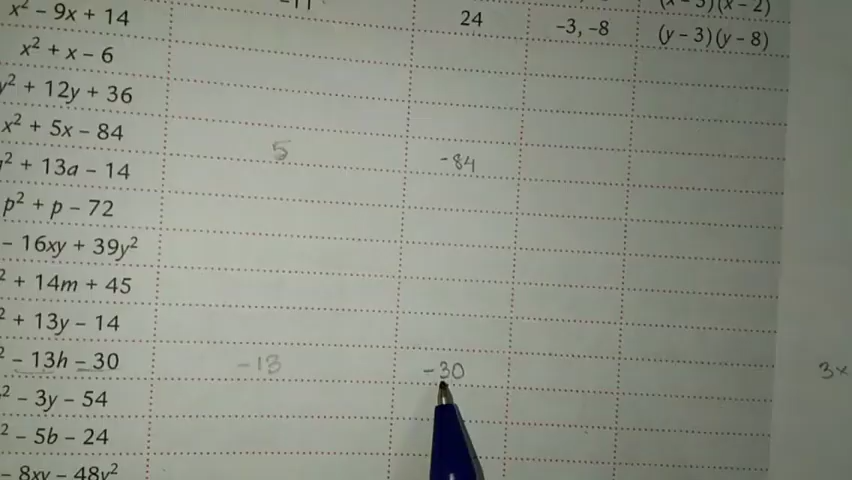 x² – 9x + 14
24 –3, –8 (y – 3)(y – 8)
x² + x – 6
y² + 12y + 36
x² + 5x – 84 5 -84
² + 13a – 14
p² + p – 72
– 16xy + 39y²
² + 14m + 45
² + 13y – 14
² – 13h – 30 -13 -30 3x
² – 3y – 54
² – 5b – 24
– 8xy – 48y²